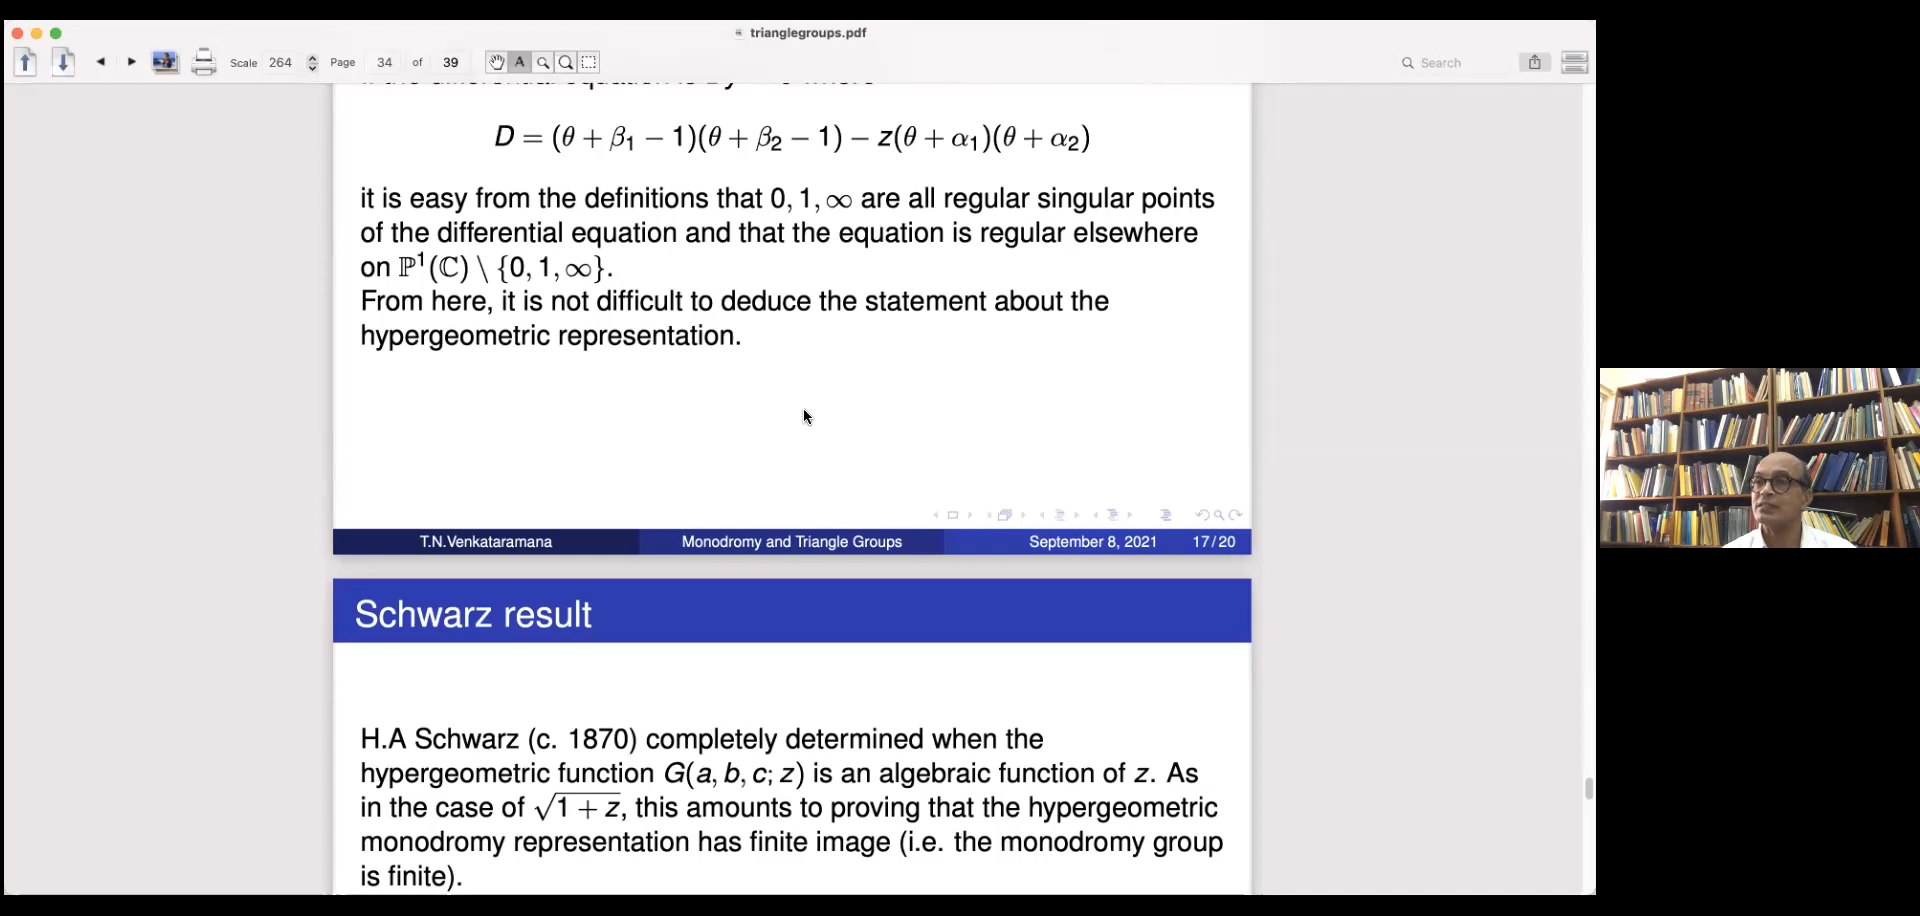 trianglegroups.pdf
Scale 264 Page 34 of 39 A Search
D = (θ + β₁ − 1)(θ + β₂ − 1) − z(θ + α₁)(θ + α₂)
it is easy from the definitions that 0, 1, ∞ are all regular singular points
of the differential equation and that the equation is regular elsewhere
on ℙ¹(ℂ) \ {0, 1, ∞}.
From here, it is not difficult to deduce the statement about the
hypergeometric representation.
T.N.Venkataramana Monodromy and Triangle Groups September 8, 2021 17/20
Schwarz result
H.A Schwarz (c. 1870) completely determined when the
hypergeometric function G(a, b, c; z) is an algebraic function of z. As
in the case of √1 + z, this amounts to proving that the hypergeometric
monodromy representation has finite image (i.e. the monodromy group
is finite).